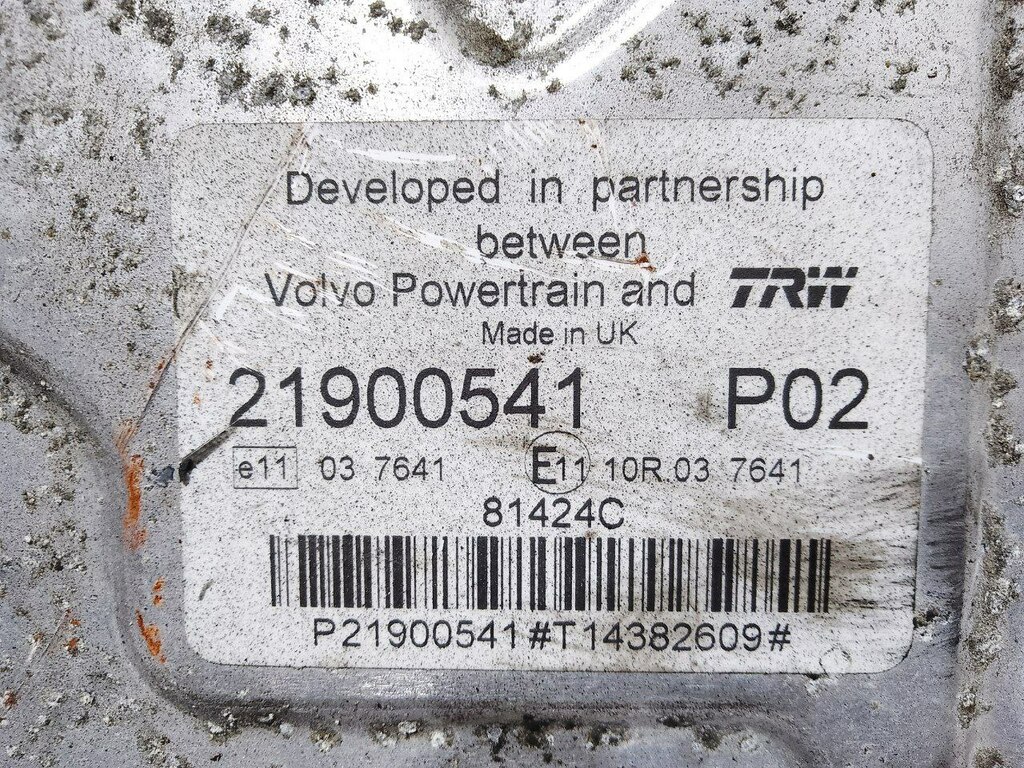 Developed in partnership
between
Volvo Powertrain and TRW
Made in UK
21900541 P02
e11 03 7641 E11 10R.03 7641
81424C
P21900541#T14382609#